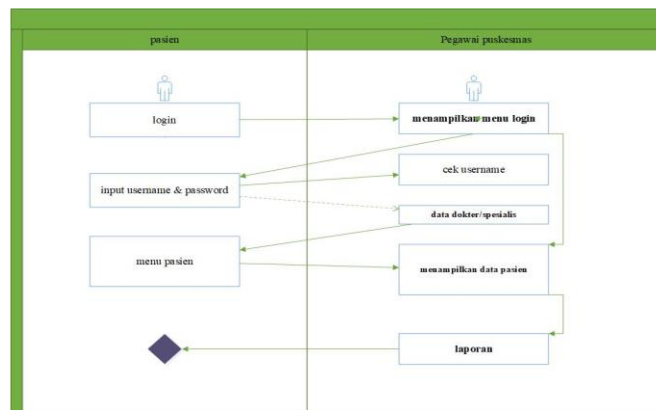 pasien
Pegawai puskesmas
login
menampilkan menu login
input username & password
cek username
data dokter/spesialis
menu pasien
menampilkan data pasien
laporan